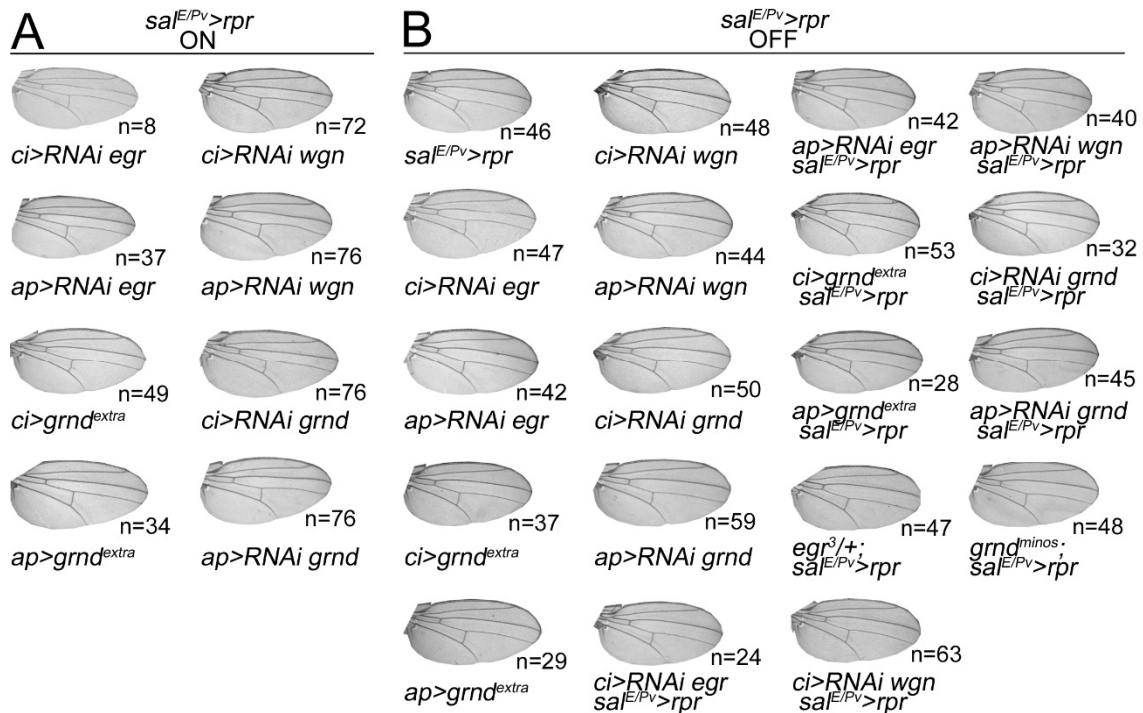 A
sal^E/Pv>rpr
ON
n=8
ci>RNAi egr
n=72
ci>RNAi wgn
n=37
ap>RNAi egr
n=76
ap>RNAi wgn
n=49
ci>grnd^extra
n=76
ci>RNAi grnd
n=34
ap>grnd^extra
n=76
ap>RNAi grnd
B
sal^E/Pv>rpr
OFF
n=46
sal^E/Pv>rpr
n=48
ci>RNAi wgn
n=42
ap>RNAi egr
sal^E/Pv>rpr
n=40
ap>RNAi wgn
sal^E/Pv>rpr
n=47
ci>RNAi egr
n=44
ap>RNAi wgn
n=53
ci>grnd^extra
sal^E/Pv>rpr
n=32
ci>RNAi grnd
sal^E/Pv>rpr
n=42
ap>RNAi egr
n=50
ci>RNAi grnd
n=28
ap>grnd^extra
sal^E/Pv>rpr
n=45
ap>RNAi grnd
sal^E/Pv>rpr
n=37
ci>grnd^extra
n=59
ap>RNAi grnd
n=47
egr^3/+;
sal^E/Pv>rpr
n=48
grnd^minos;
sal^E/Pv>rpr
n=29
ap>grnd^extra
n=24
ci>RNAi egr
sal^E/Pv>rpr
n=63
ci>RNAi wgn
sal^E/Pv>rpr